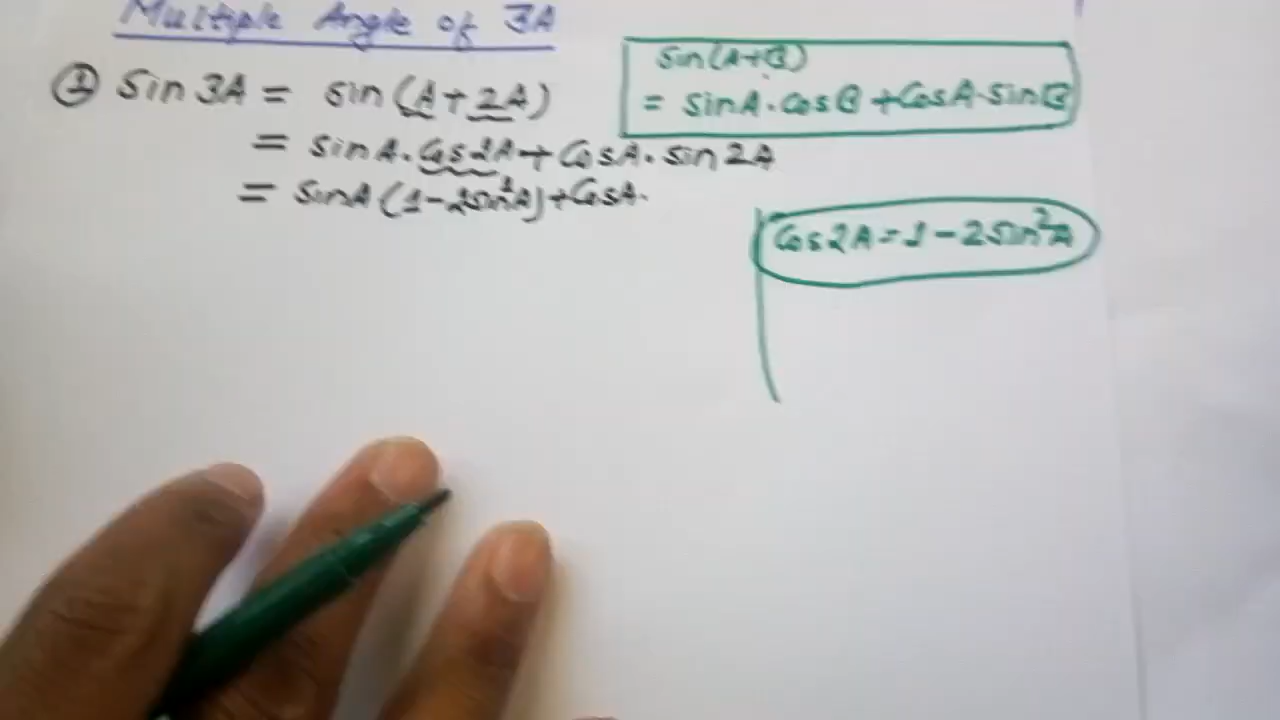 Multiple Angle of 3A
① Sin 3A = sin (A + 2A)
= sinA · Cos2A + CosA · sin 2A
= SinA (1 - 2Sin²A) + CosA ·
sin(A+B)
= sinA · CosB + CosA · sinB
Cos2A = 1 - 2Sin²A